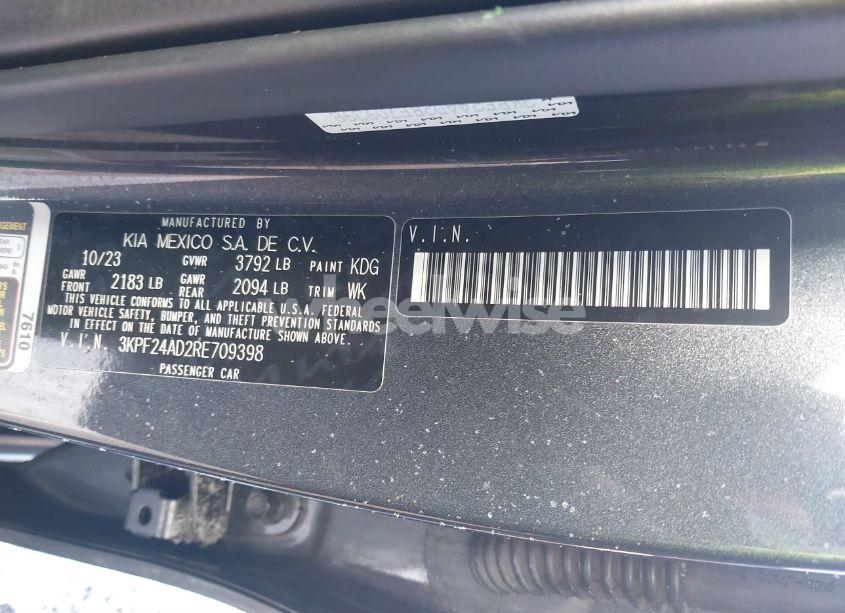 MANUFACTURED BY
KIA MEXICO S.A. DE C.V.
10/23 GVWR 3792 LB PAINT KDG
GAWR FRONT 2183 LB GAWR REAR 2094 LB TRIM WK
THIS VEHICLE CONFORMS TO ALL APPLICABLE U.S.A. FEDERAL
MOTOR VEHICLE SAFETY, BUMPER, AND THEFT PREVENTION STANDARDS
IN EFFECT ON THE DATE OF MANUFACTURE SHOWN ABOVE.
V.I.N. 3KPF24AD2RE709398
PASSENGER CAR
V.I.N.
7610
wheelwise